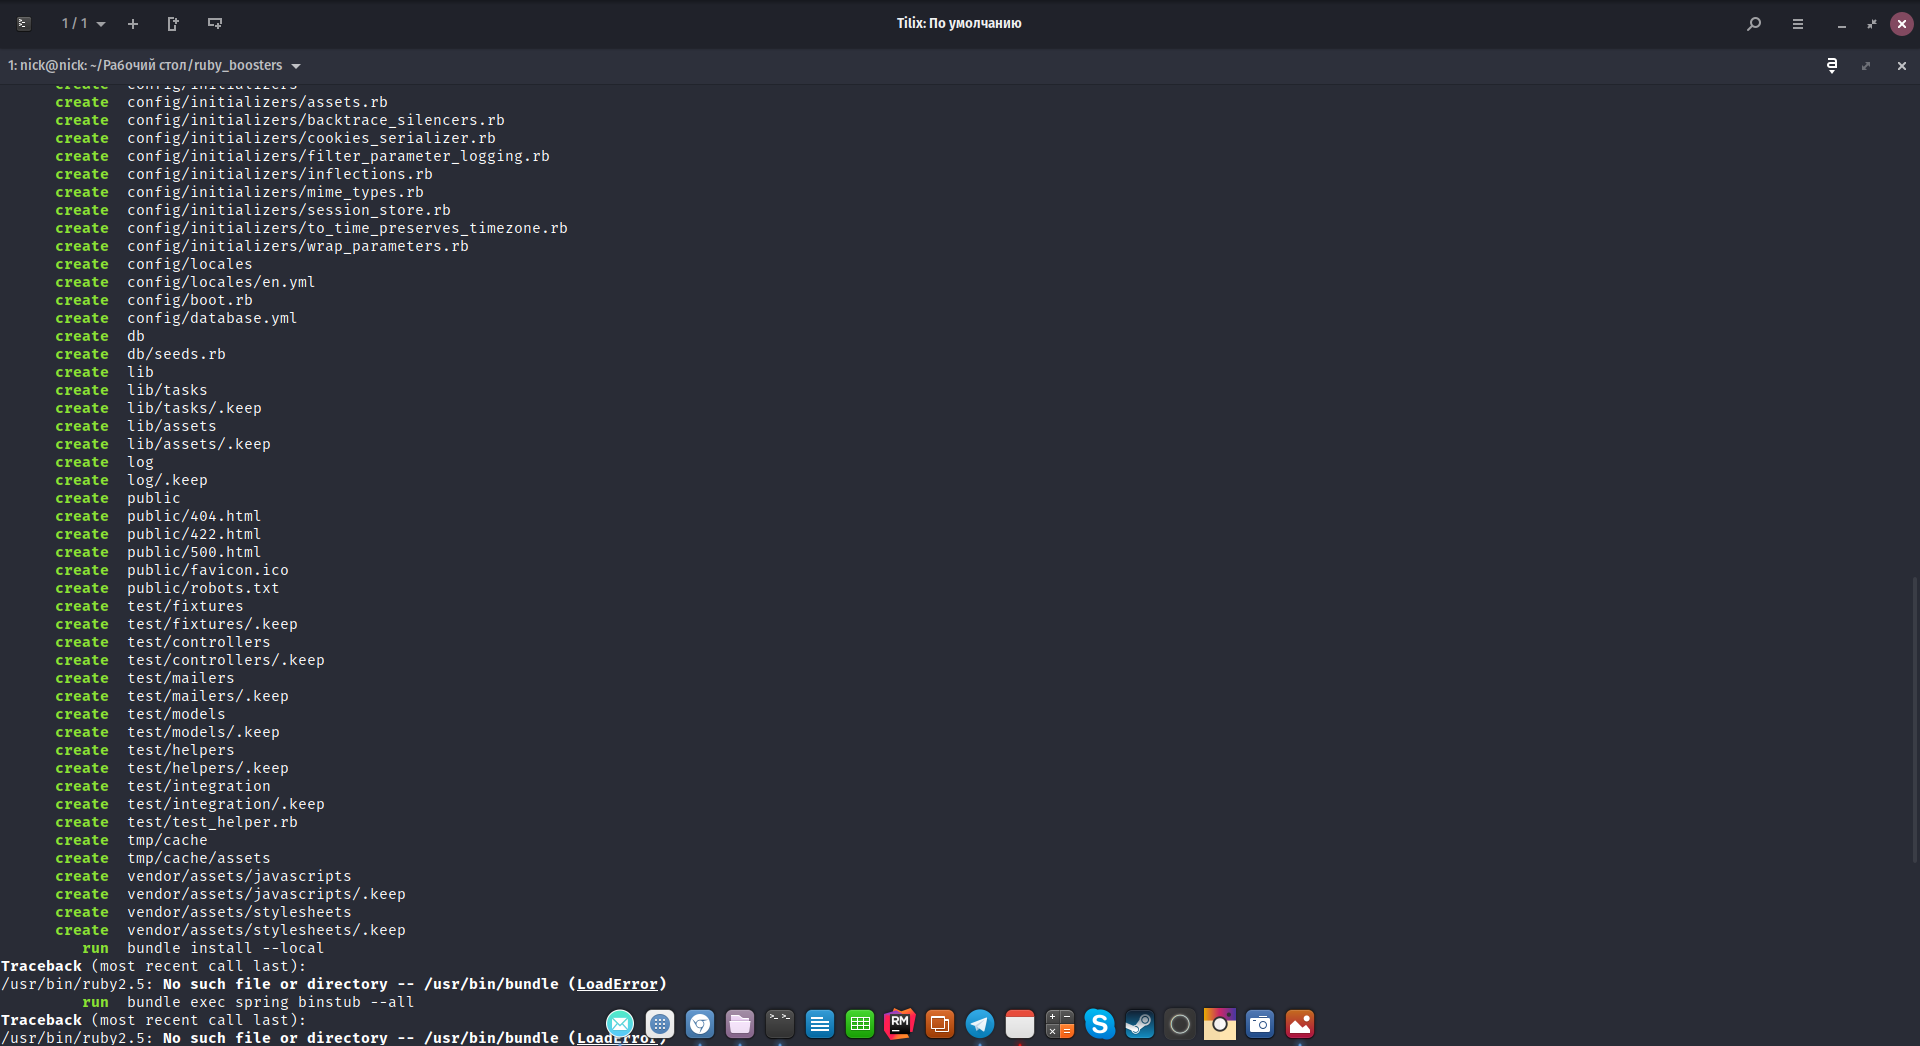 1 / 1
Tilix: По умолчанию
1: nick@nick: ~/Рабочий стол/ruby_boosters
create config/initializers
create config/initializers/assets.rb
create config/initializers/backtrace_silencers.rb
create config/initializers/cookies_serializer.rb
create config/initializers/filter_parameter_logging.rb
create config/initializers/inflections.rb
create config/initializers/mime_types.rb
create config/initializers/session_store.rb
create config/initializers/to_time_preserves_timezone.rb
create config/initializers/wrap_parameters.rb
create config/locales
create config/locales/en.yml
create config/boot.rb
create config/database.yml
create db
create db/seeds.rb
create lib
create lib/tasks
create lib/tasks/.keep
create lib/assets
create lib/assets/.keep
create log
create log/.keep
create public
create public/404.html
create public/422.html
create public/500.html
create public/favicon.ico
create public/robots.txt
create test/fixtures
create test/fixtures/.keep
create test/controllers
create test/controllers/.keep
create test/mailers
create test/mailers/.keep
create test/models
create test/models/.keep
create test/helpers
create test/helpers/.keep
create test/integration
create test/integration/.keep
create test/test_helper.rb
create tmp/cache
create tmp/cache/assets
create vendor/assets/javascripts
create vendor/assets/javascripts/.keep
create vendor/assets/stylesheets
create vendor/assets/stylesheets/.keep
run bundle install --local
Traceback (most recent call last):
/usr/bin/ruby2.5: No such file or directory -- /usr/bin/bundle (LoadError)
run bundle exec spring binstub --all
Traceback (most recent call last):
/usr/bin/ruby2.5: No such file or directory -- /usr/bin/bundle (LoadError)
RM